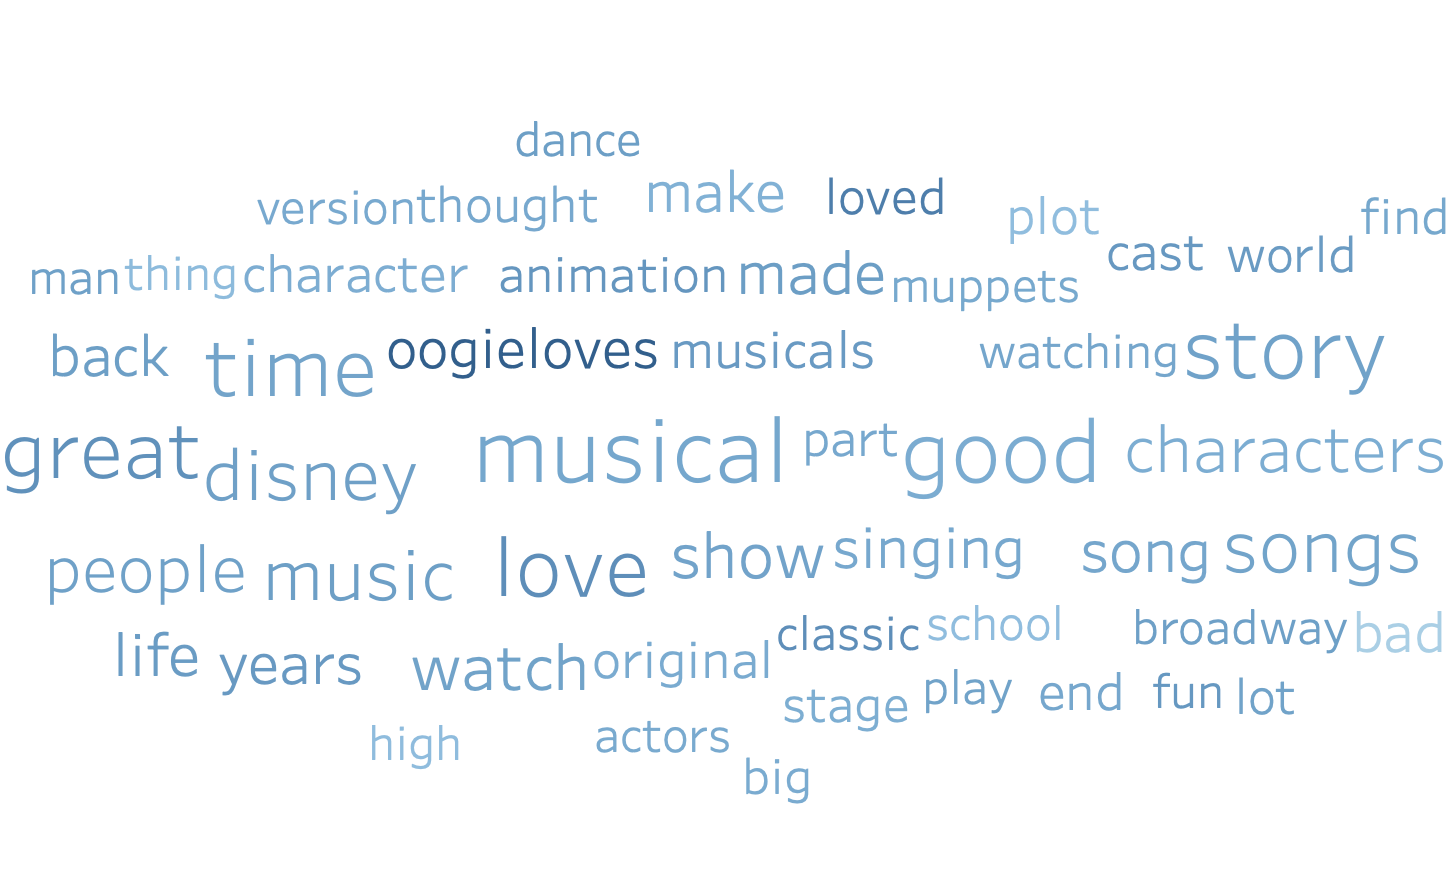 dance
version thought make loved plot find
man thing character animation made muppets cast world
back time oogieloves musicals watching story
great disney musical part good characters
people music love show singing song songs
life years watch original classic school broadway bad
stage play end fun lot
high actors big